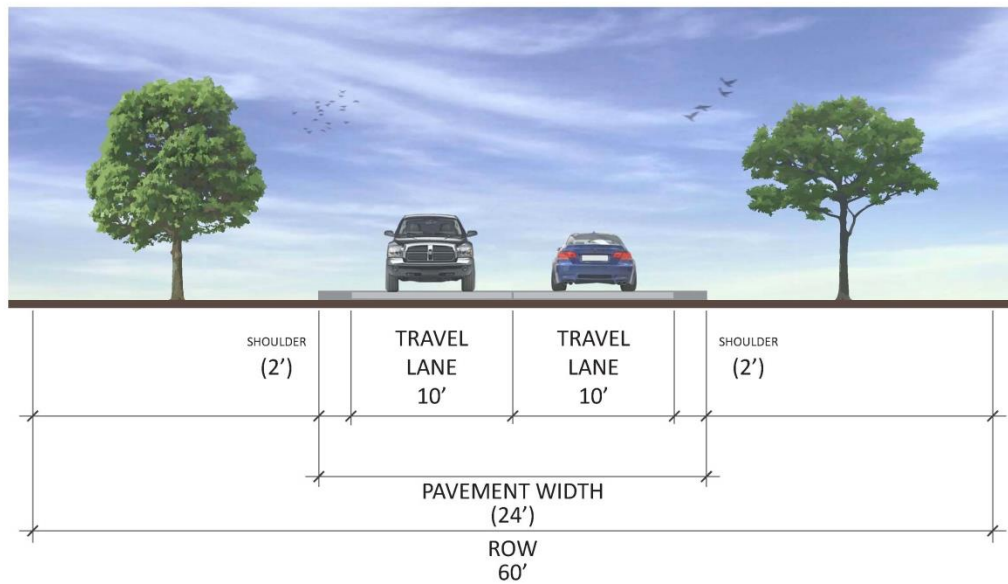 SHOULDER
(2’)
TRAVEL
LANE
10’
TRAVEL
LANE
10’
SHOULDER
(2’)
PAVEMENT WIDTH
(24’)
ROW
60’